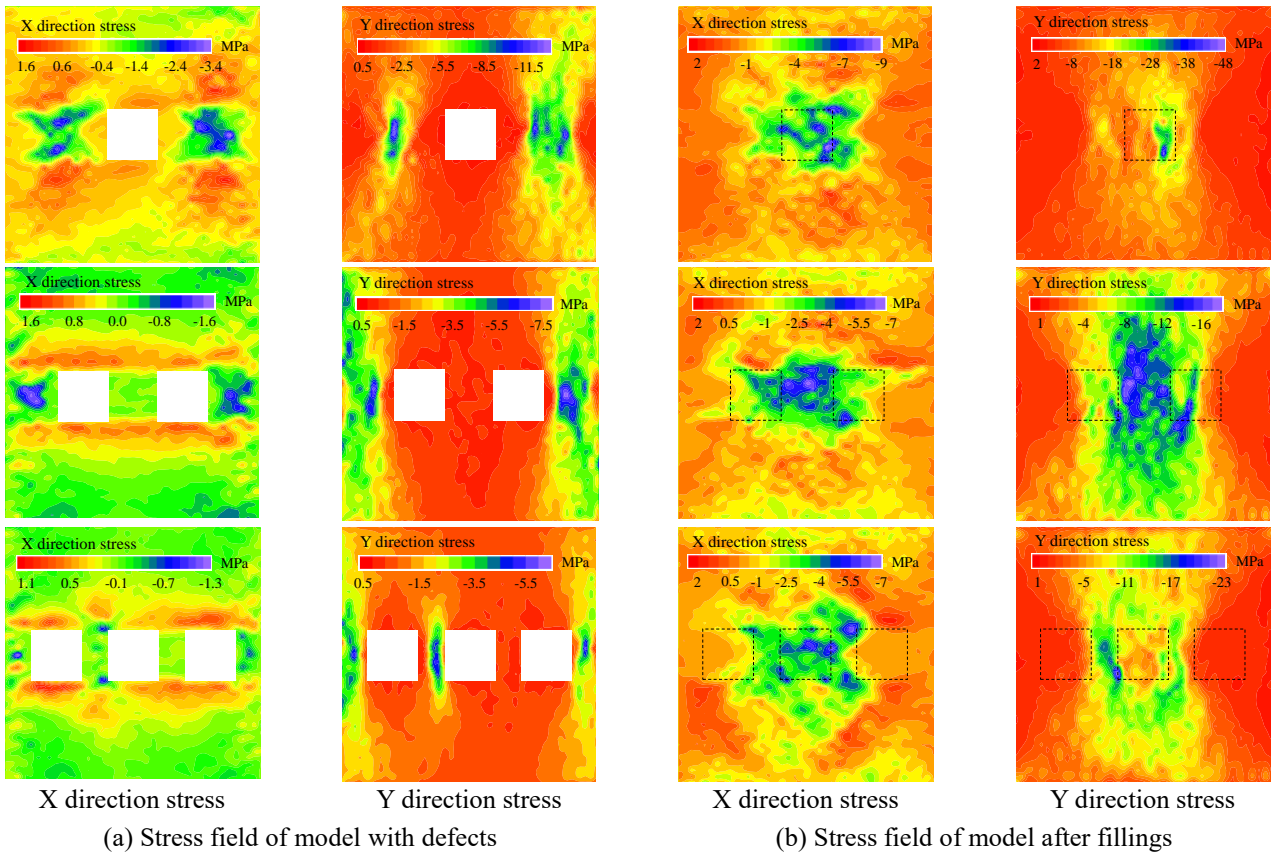 X direction stress
MPa
1.6 0.6 -0.4 -1.4 -2.4 -3.4
Y direction stress
MPa
0.5 -2.5 -5.5 -8.5 -11.5
X direction stress
MPa
2 -1 -4 -7 -9
Y direction stress
MPa
2 -8 -18 -28 -38 -48
X direction stress
MPa
1.6 0.8 0.0 -0.8 -1.6
Y direction stress
MPa
0.5 -1.5 -3.5 -5.5 -7.5
X direction stress
MPa
2 0.5 -1 -2.5 -4 -5.5 -7
Y direction stress
MPa
1 -4 -8 -12 -16
X direction stress
MPa
1.1 0.5 -0.1 -0.7 -1.3
Y direction stress
MPa
0.5 -1.5 -3.5 -5.5
X direction stress
MPa
2 0.5 -1 -2.5 -4 -5.5 -7
Y direction stress
MPa
1 -5 -11 -17 -23
X direction stress
Y direction stress
X direction stress
Y direction stress
(a) Stress field of model with defects
(b) Stress field of model after fillings